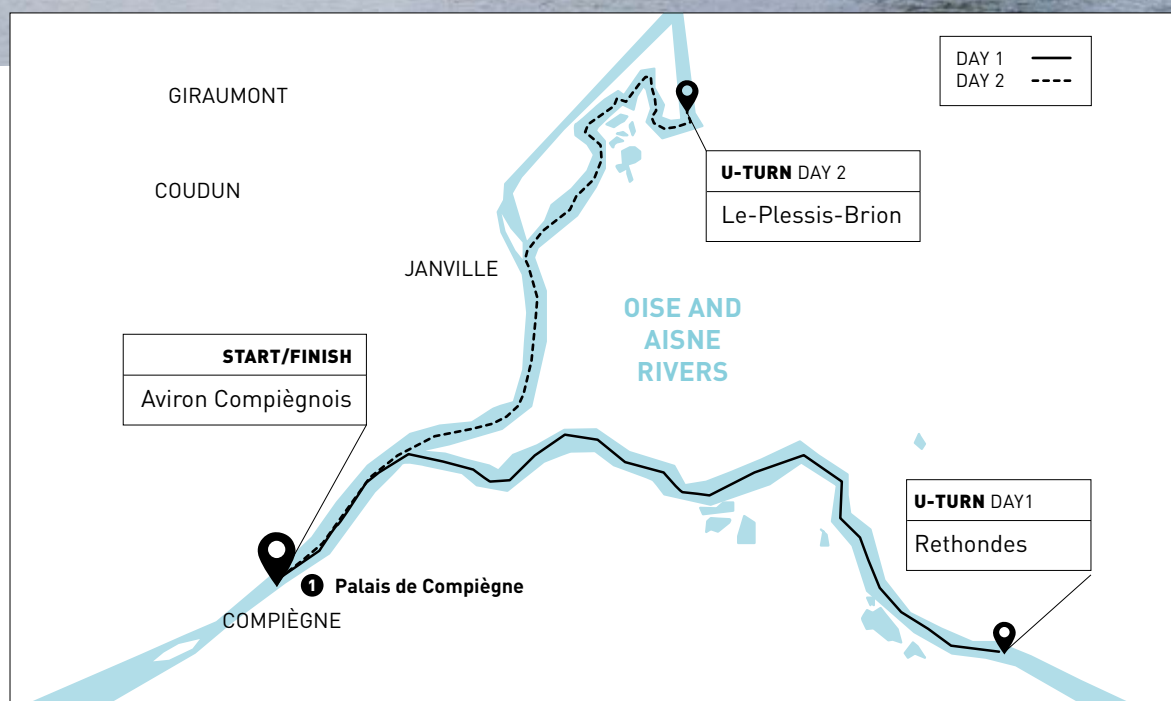 GIRAUMONT
DAY 1
DAY 2
COUDUN
U-TURN DAY 2
Le-Plessis-Brion
JANVILLE
OISE AND
AISNE
RIVERS
START/FINISH
Aviron Compiègnois
U-TURN DAY1
Rethondes
1 Palais de Compiègne
COMPIÈGNE